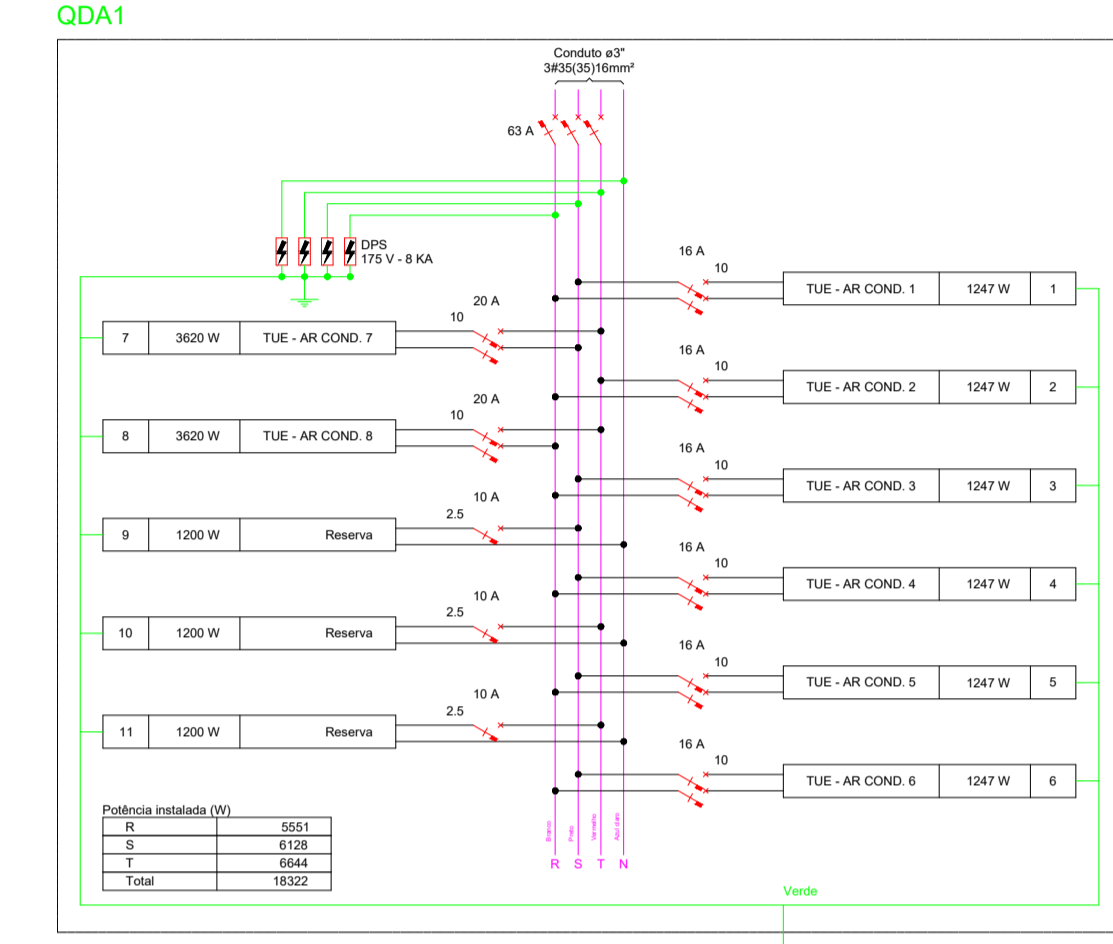 QDA1
Conduto ø3"
3#35(35)16mm²
63 A
DPS
175 V - 8 KA
16 A
10
TUE - AR COND. 1 1247 W 1
20 A
10
7 3620 W TUE - AR COND. 7
16 A
10
TUE - AR COND. 2 1247 W 2
20 A
10
8 3620 W TUE - AR COND. 8
16 A
10
TUE - AR COND. 3 1247 W 3
10 A
2.5
9 1200 W Reserva
16 A
10
TUE - AR COND. 4 1247 W 4
10 A
2.5
10 1200 W Reserva
16 A
10
TUE - AR COND. 5 1247 W 5
10 A
2.5
11 1200 W Reserva
16 A
10
TUE - AR COND. 6 1247 W 6
Potência instalada (W)
R 5551
S 6128
T 6644
Total 18322
Branco
Preto
Vermelho
Azul claro
R S T N
Verde